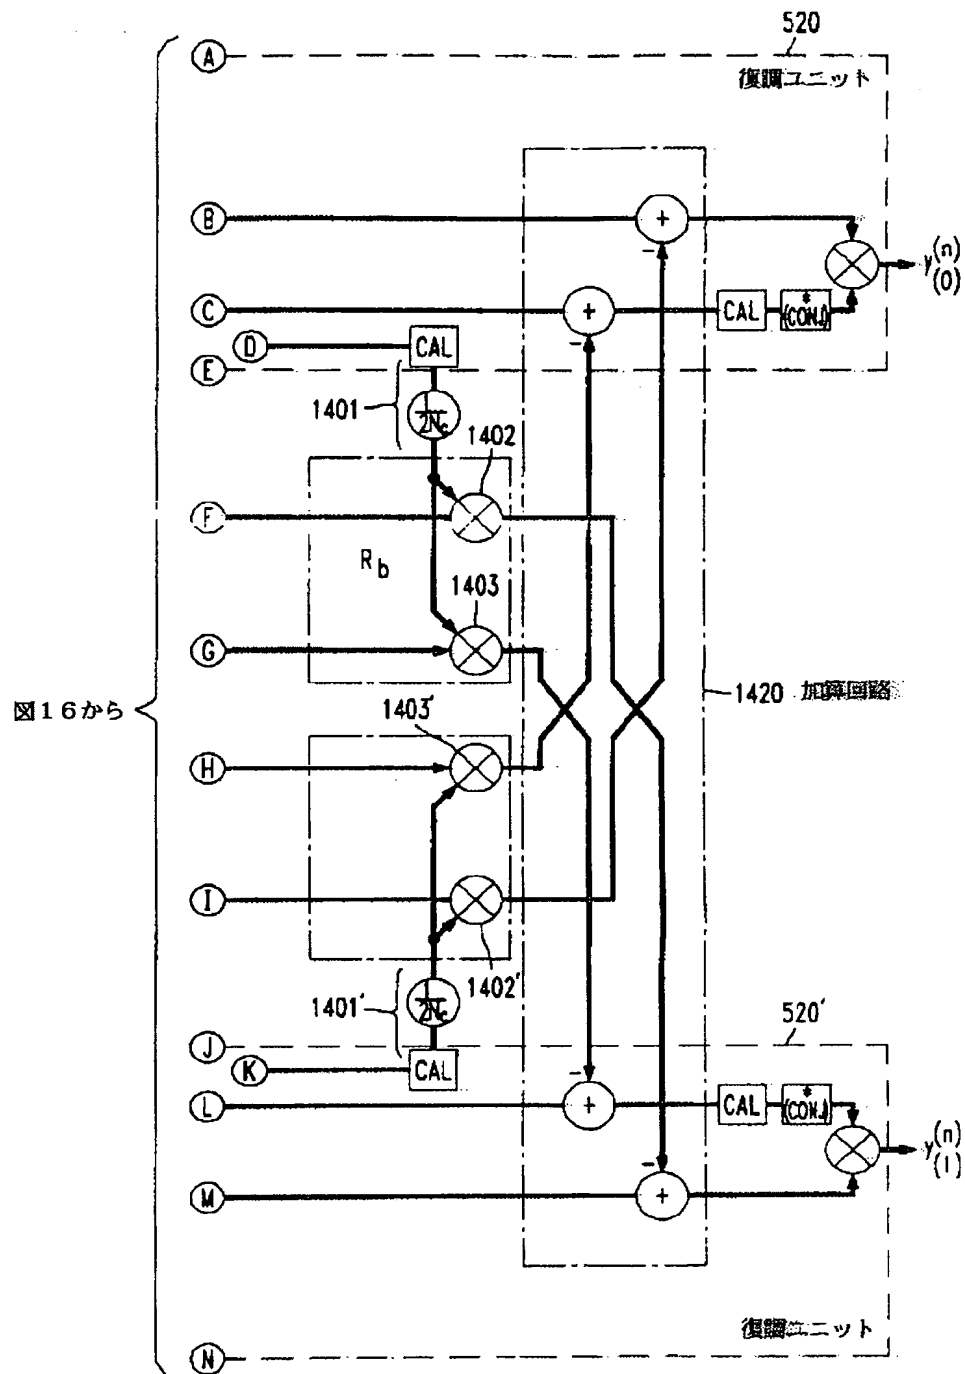 520
A
復調ユニット
B
+
−
y(n)
(0)
C
+
−
CAL
*
(CONJ)
D
CAL
E
1401
1
2Nc
1402
F
Rb
1403
G
図16から
1420 加算回路
1403'
H
I
1402'
1401'
1
2Nc
520'
J
K
CAL
−
L
+
CAL
*
(CONJ)
y(n)
(1)
−
M
+
復調ユニット
N